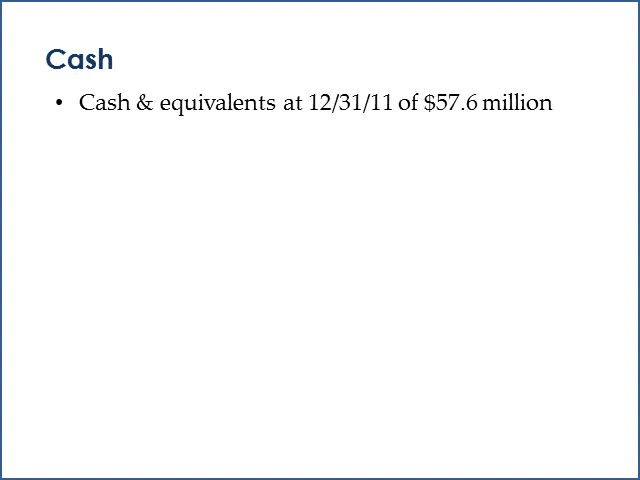 Cash
• Cash & equivalents at 12/31/11 of $57.6 million